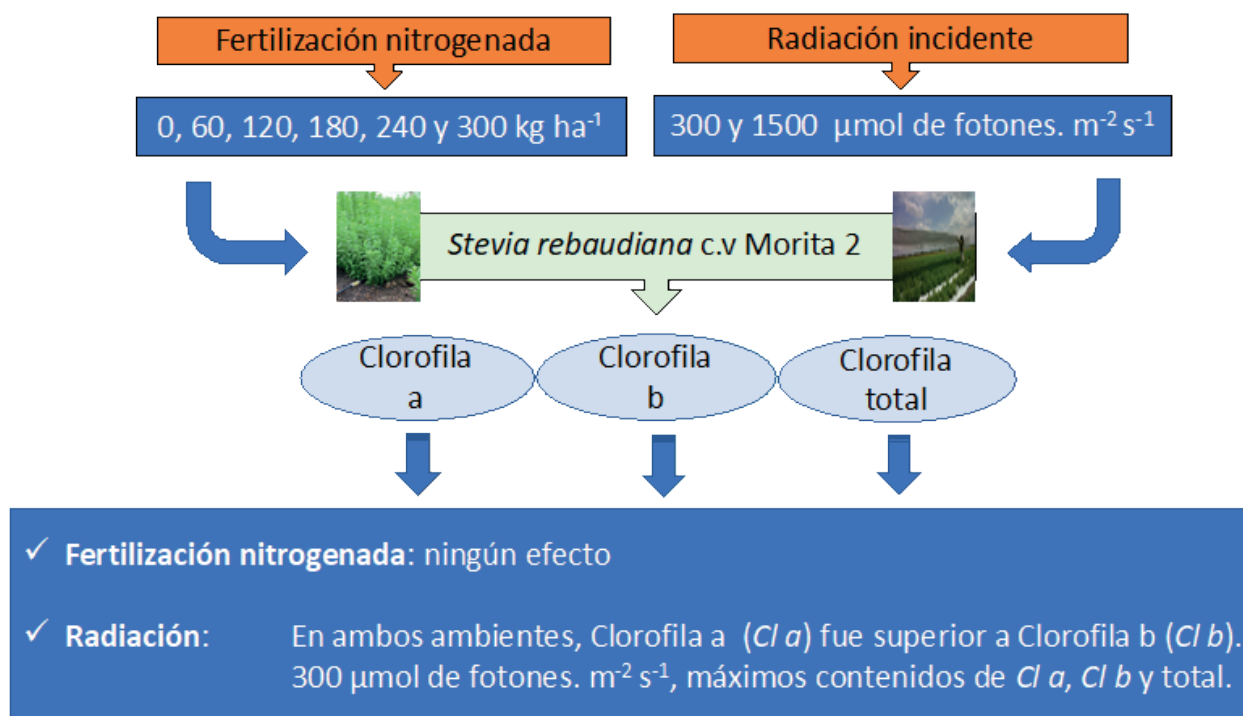 Fertilización nitrogenada
Radiación incidente
0, 60, 120, 180, 240 y 300 kg ha⁻¹
300 y 1500 μmol de fotones. m⁻² s⁻¹
Stevia rebaudiana c.v Morita 2
Clorofila
a
Clorofila
b
Clorofila
total
✓ Fertilización nitrogenada: ningún efecto
✓ Radiación: En ambos ambientes, Clorofila a (Cl a) fue superior a Clorofila b (Cl b).
300 μmol de fotones. m⁻² s⁻¹, máximos contenidos de Cl a, Cl b y total.